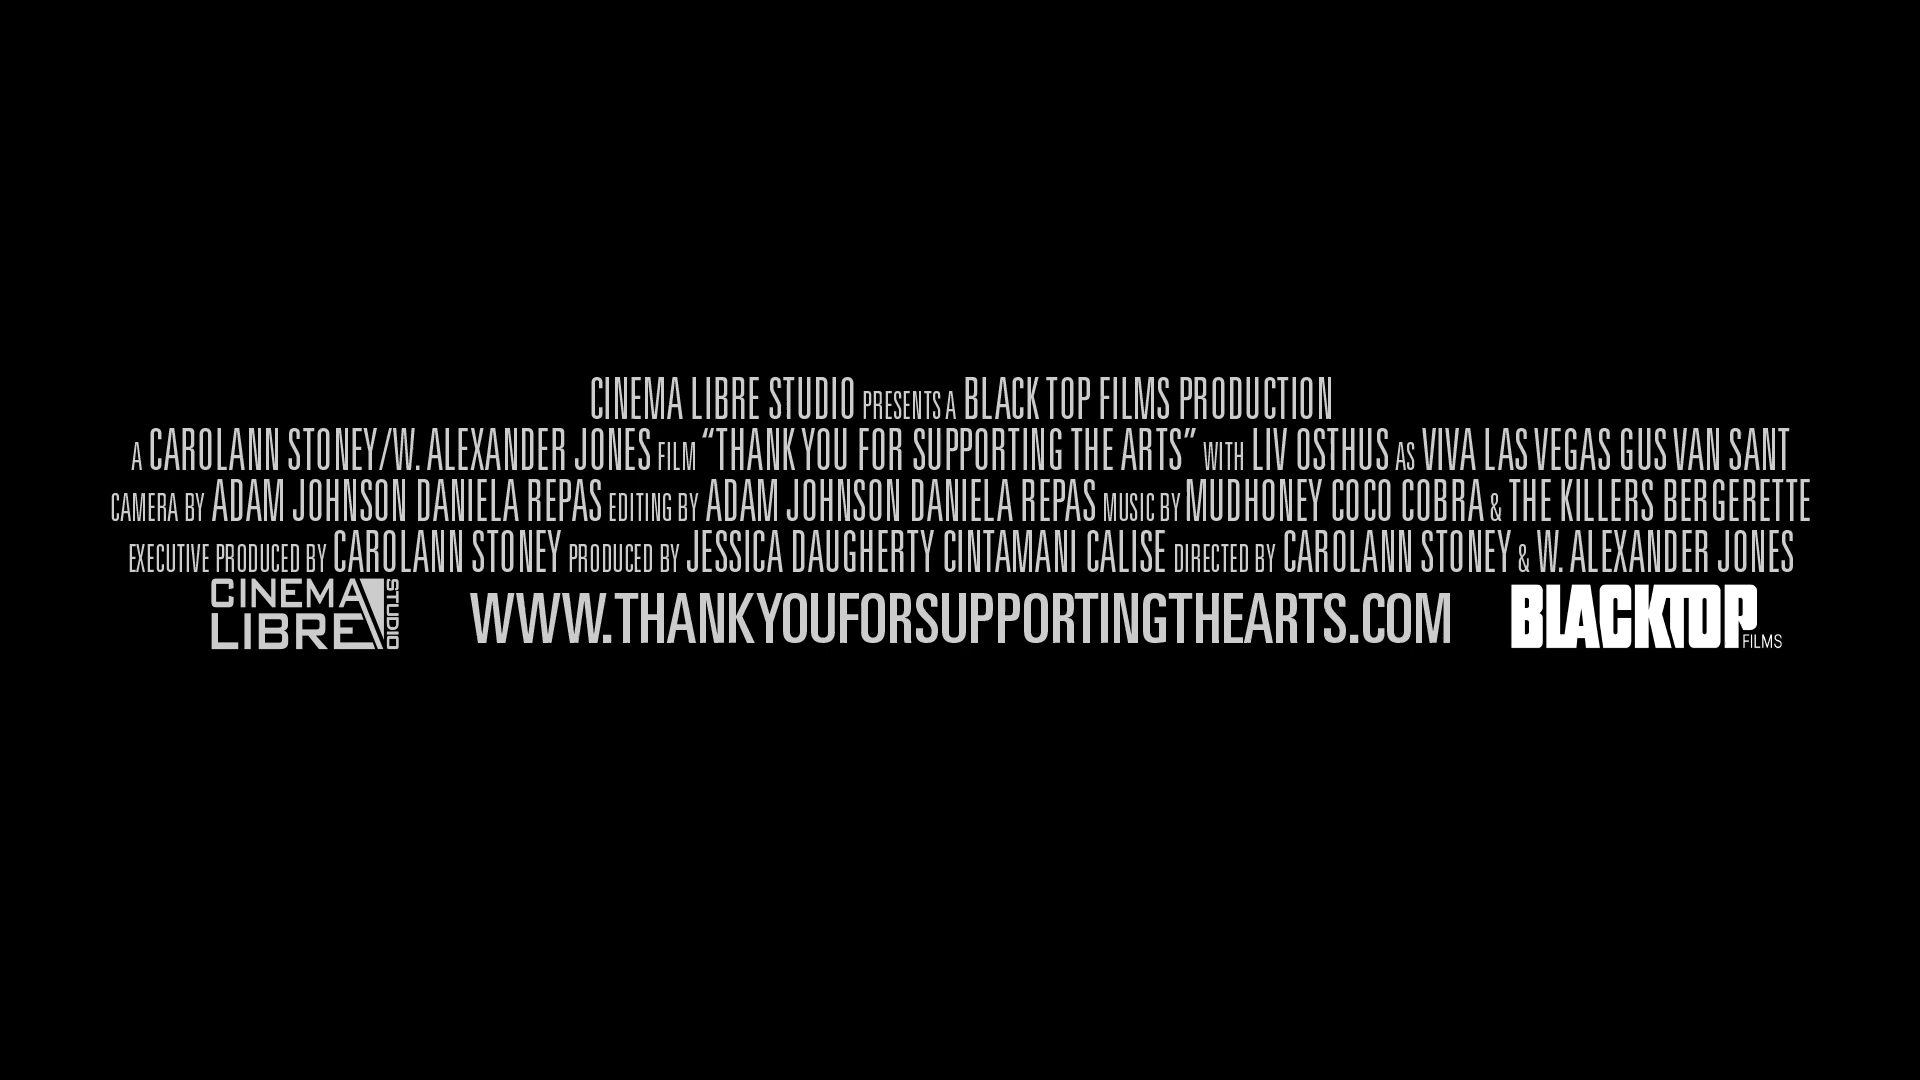 CINEMA LIBRE STUDIO PRESENTS A BLACK TOP FILMS PRODUCTION
A CAROLANN STONEY/W. ALEXANDER JONES FILM “THANK YOU FOR SUPPORTING THE ARTS” WITH LIV OSTHUS AS VIVA LAS VEGAS GUS VAN SANT
CAMERA BY ADAM JOHNSON DANIELA REPAS EDITING BY ADAM JOHNSON DANIELA REPAS MUSIC BY MUDHONEY COCO COBRA & THE KILLERS BERGERETTE
EXECUTIVE PRODUCED BY CAROLANN STONEY PRODUCED BY JESSICA DAUGHERTY CINTAMANI CALISE DIRECTED BY CAROLANN STONEY & W. ALEXANDER JONES
CINEMA
LIBRE
STUDIO
WWW.THANKYOUFORSUPPORTINGTHEARTS.COM
BLACKTOP
FILMS